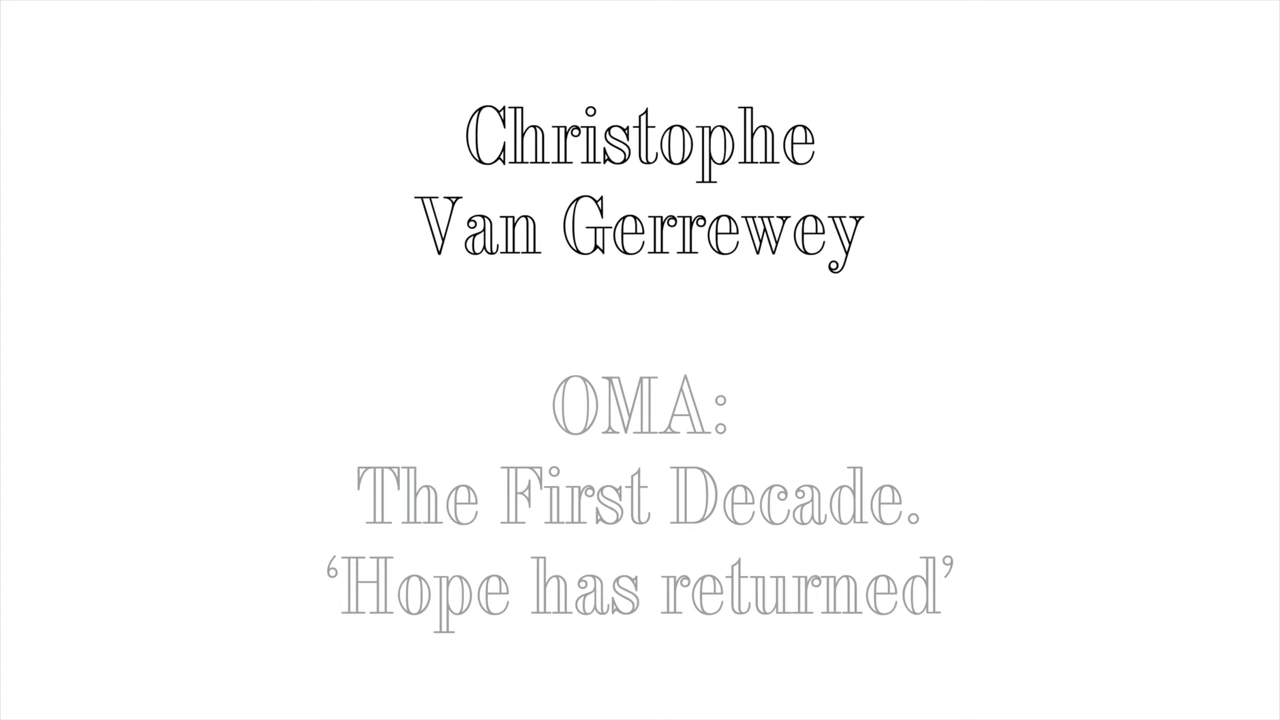 Christophe
Van Gerrewey
OMA:
The First Decade.
‘Hope has returned’